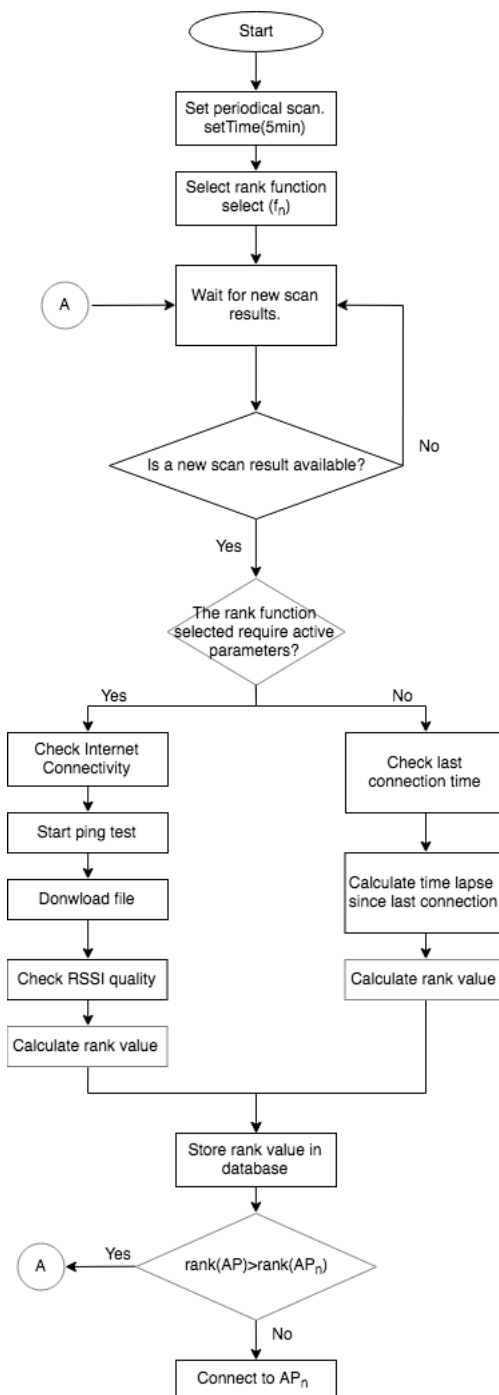 Start
Set periodical scan.
setTime(5min)
Select rank function
select (fn)
A
Wait for new scan
results.
Is a new scan result available?
No
Yes
The rank function
selected require active
parameters?
Yes
No
Check Internet
Connectivity
Check last
connection time
Start ping test
Donwload file
Calculate time lapse
since last connection
Check RSSI quality
Calculate rank value
Calculate rank value
Store rank value in
database
A
Yes
rank(AP)>rank(APn)
No
Connect to APn